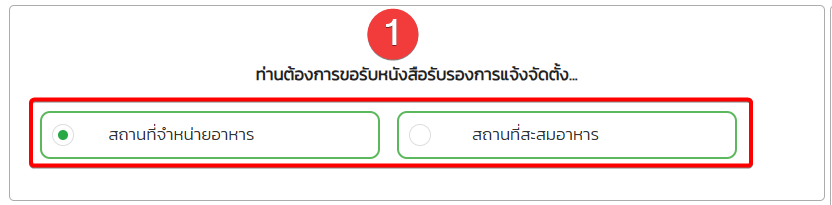 1
ท่านต้องการขอรับหนังสือรับรองการแจ้งจัดตั้ง...
สถานที่จำหน่ายอาหาร
สถานที่สะสมอาหาร